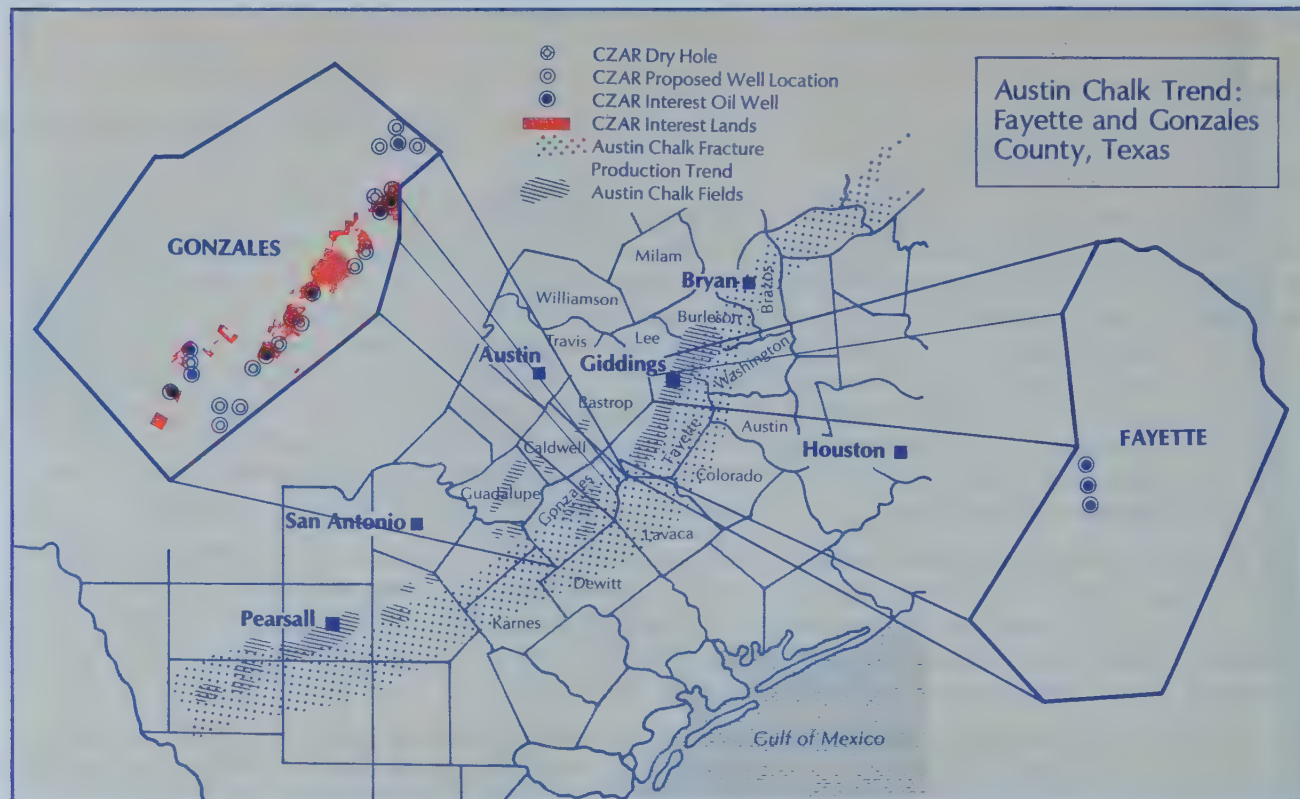 CZAR Dry Hole
CZAR Proposed Well Location
CZAR Interest Oil Well
CZAR Interest Lands
Austin Chalk Fracture
Production Trend
Austin Chalk Fields
Austin Chalk Trend:
Fayette and Gonzales
County, Texas
GONZALES
Milam
Bryan
Brazos
Williamson
Burleson
Travis
Lee
Austin
Giddings
Washington
Bastrop
Fayette
Austin
Houston
FAYETTE
Caldwell
Colorado
Guadalupe
Gonzales
San Antonio
Lavaca
Dewitt
Pearsall
Karnes
Gulf of Mexico